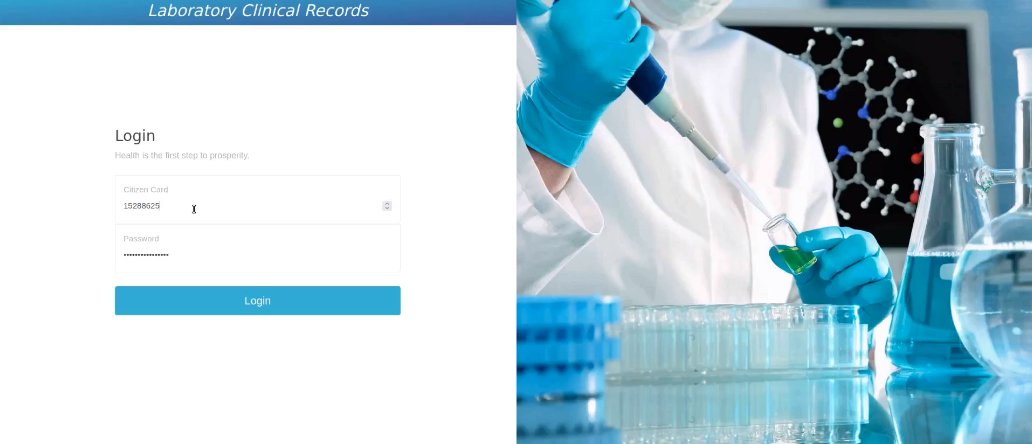 Laboratory Clinical Records
Login
Health is the first step to prosperity.
Citizen Card
15288625
Password
••••••••••••••••
Login